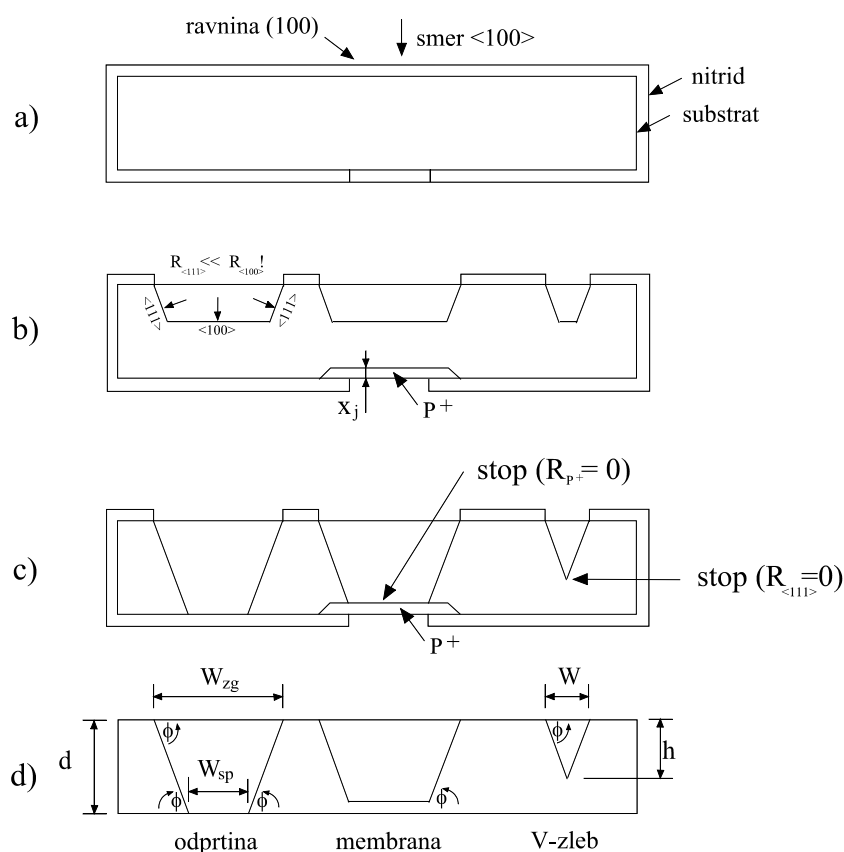 ravnina (100)
smer <100>
nitrid
substrat
a)
R<111> << R<100>!
<111>
<111>
<100>
b)
xj
P+
stop (RP+= 0)
c)
stop (R<111>=0)
P+
Wzg
W
ϕ
ϕ
d
h
Wsp
d)
ϕ
ϕ
ϕ
odprtina
membrana
V-zleb